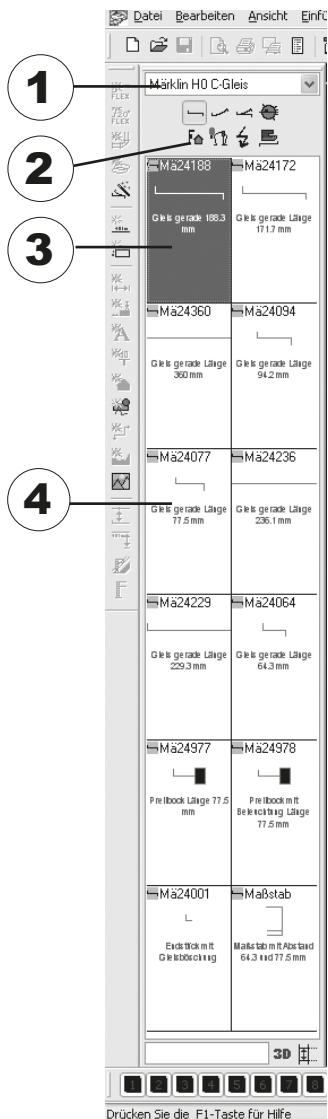 Datei Bearbeiten Ansicht Einfü
1
Märklin H0 C-Gleis
2
3
Mä24188 Mä24172
Gleis gerade 188.3 mm
Gleis gerade Länge 171.7 mm
Mä24360 Mä24094
Gleis gerade Länge 360 mm
Gleis gerade Länge 94.2 mm
4
Mä24077 Mä24236
Gleis gerade Länge 77.5 mm
Gleis gerade Länge 236.1 mm
Mä24229 Mä24064
Gleis gerade Länge 229.3 mm
Gleis gerade Länge 64.3 mm
Mä24977 Mä24978
Prellbock Länge 77.5 mm
Prellbock mit Beleuchtung Länge 77.5 mm
Mä24001 Maßstab
Endstück mit Gleisböschung
Maßstab mit Abstand 64.3 und 77.5 mm
3D
1 2 3 4 5 6 7 8
Drücken Sie die F1-Taste für Hilfe